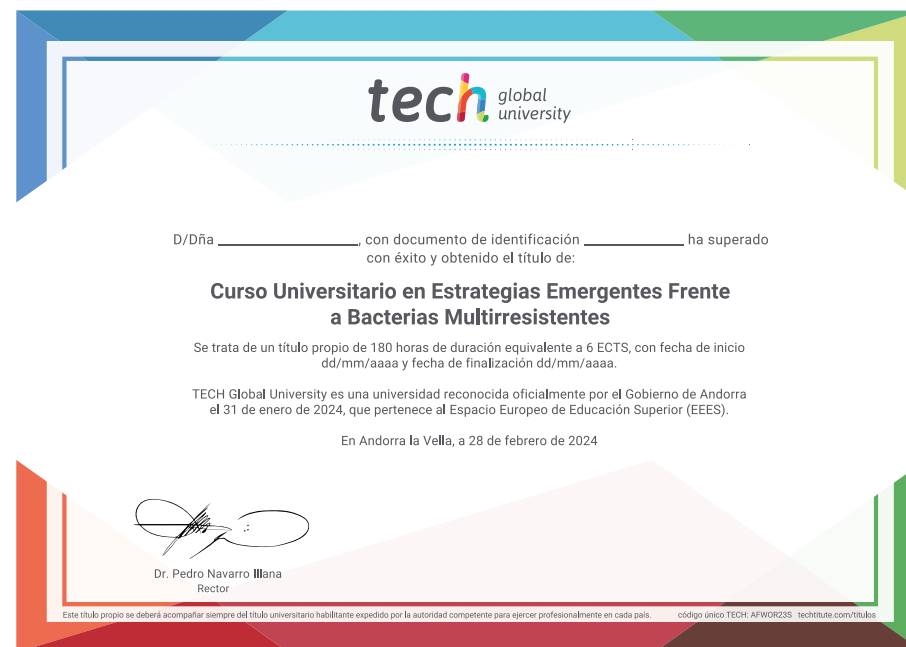 tech global university
D/Dña ______________, con documento de identificación __________ ha superado
con éxito y obtenido el título de:
Curso Universitario en Estrategias Emergentes Frente
a Bacterias Multirresistentes
Se trata de un título propio de 180 horas de duración equivalente a 6 ECTS, con fecha de inicio
dd/mm/aaaa y fecha de finalización dd/mm/aaaa.
TECH Global University es una universidad reconocida oficialmente por el Gobierno de Andorra
el 31 de enero de 2024, que pertenece al Espacio Europeo de Educación Superior (EEES).
En Andorra la Vella, a 28 de febrero de 2024
Dr. Pedro Navarro Illana
Rector
Este título propio se deberá acompañar siempre del título universitario habilitante expedido por la autoridad competente para ejercer profesionalmente en cada país. código único TECH: AFWOR23S techtitute.com/titulos